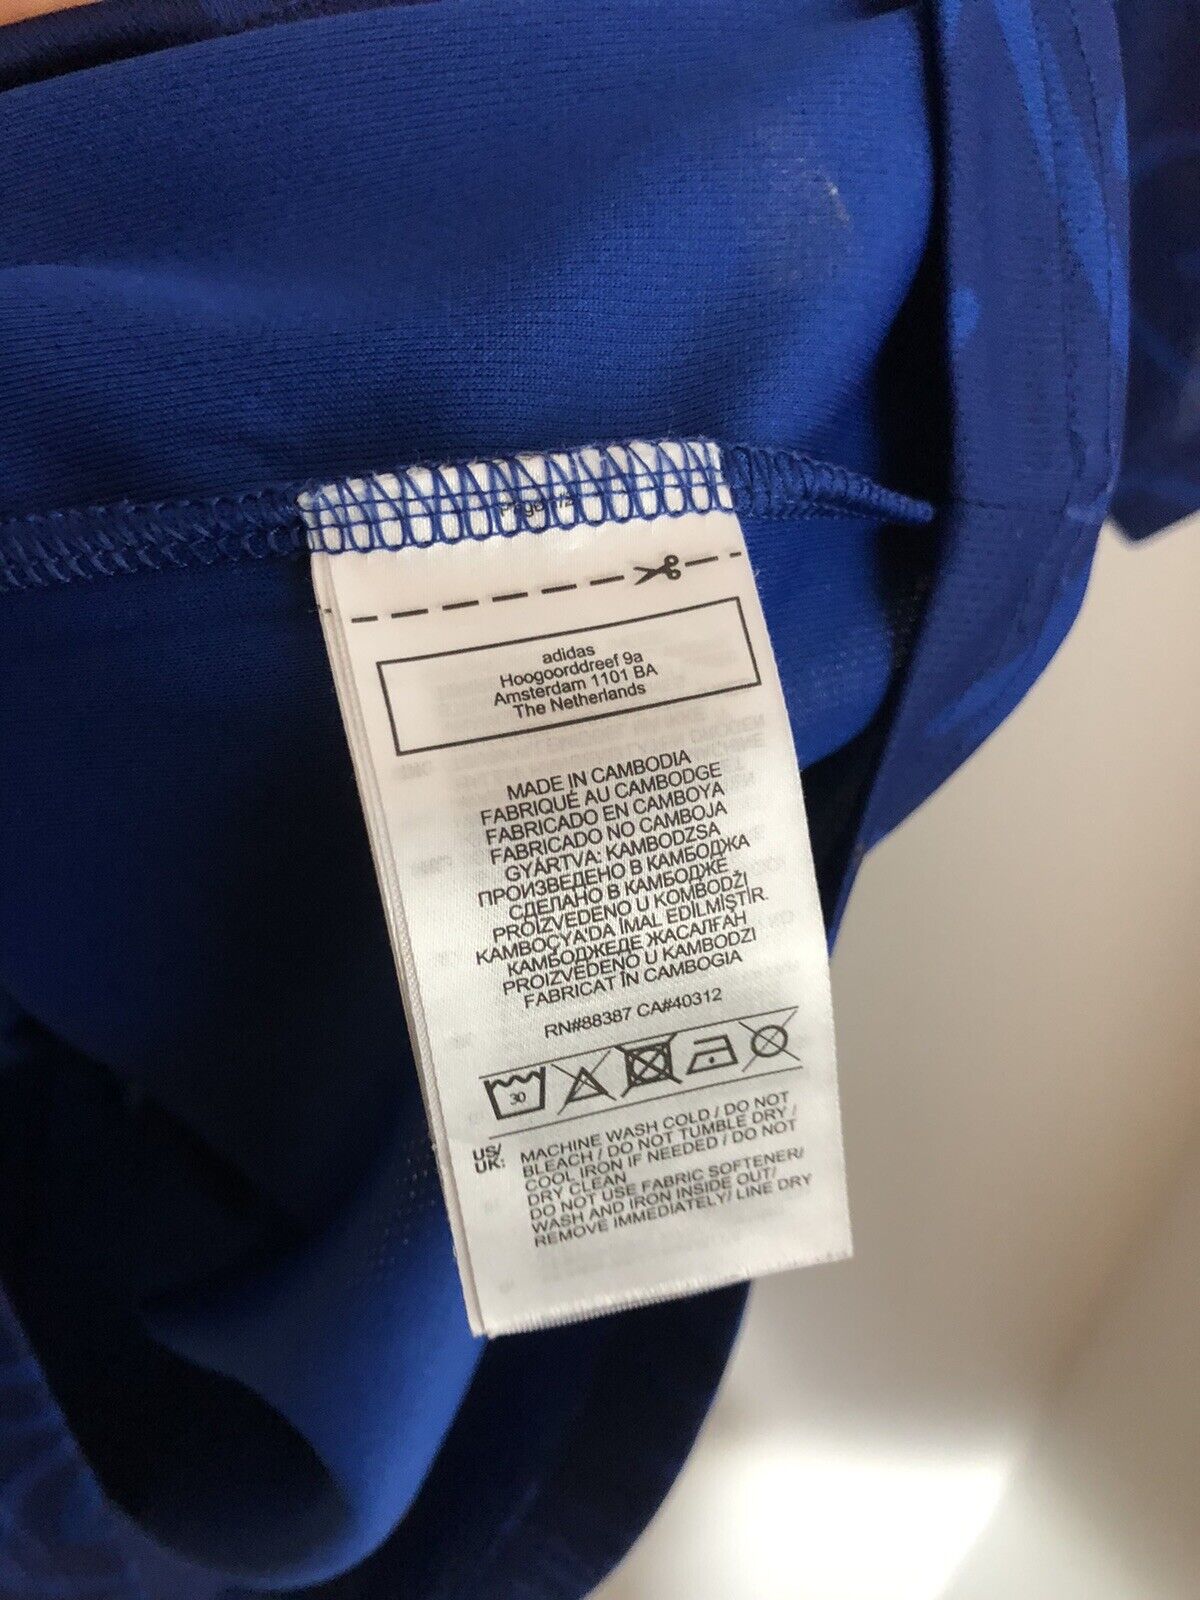 adidas
Hoogoorddreef 9a
Amsterdam 1101 BA
The Netherlands
MADE IN CAMBODIA
FABRIQUÉ AU CAMBODGE
FABRICADO EN CAMBOYA
FABRICADO NO CAMBOJA
GYÁRTVA: KAMBODZSA
ПРОИЗВЕДЕНО В КАМБОДЖА
СДЕЛАНО В КАМБОДЖЕ
PROIZVEDENO U KOMBODŽI
KAMBOÇYA'DA İMAL EDİLMİŞTİR.
КАМБОДЖЕДЕ ЖАСАЛҒАН
PROIZVEDENO U KAMBODZI
FABRICAT ÎN CAMBOGIA
RN#88387 CA#40312
30
US/
UK:
MACHINE WASH COLD / DO NOT
BLEACH / DO NOT TUMBLE DRY /
COOL IRON IF NEEDED / DO NOT
DRY CLEAN
DO NOT USE FABRIC SOFTENER/
WASH AND IRON INSIDE OUT/
REMOVE IMMEDIATELY/ LINE DRY